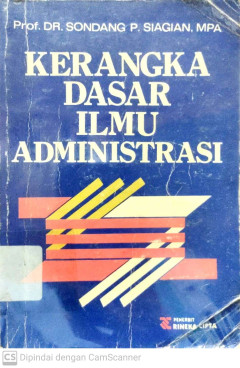 Prof. DR. SONDANG P. SIAGIAN. MPA
KERANGKA
DASAR
ILMU
ADMINISTRASI
PENERBIT
RINEKA CIPTA
CS Dipindai dengan CamScanner